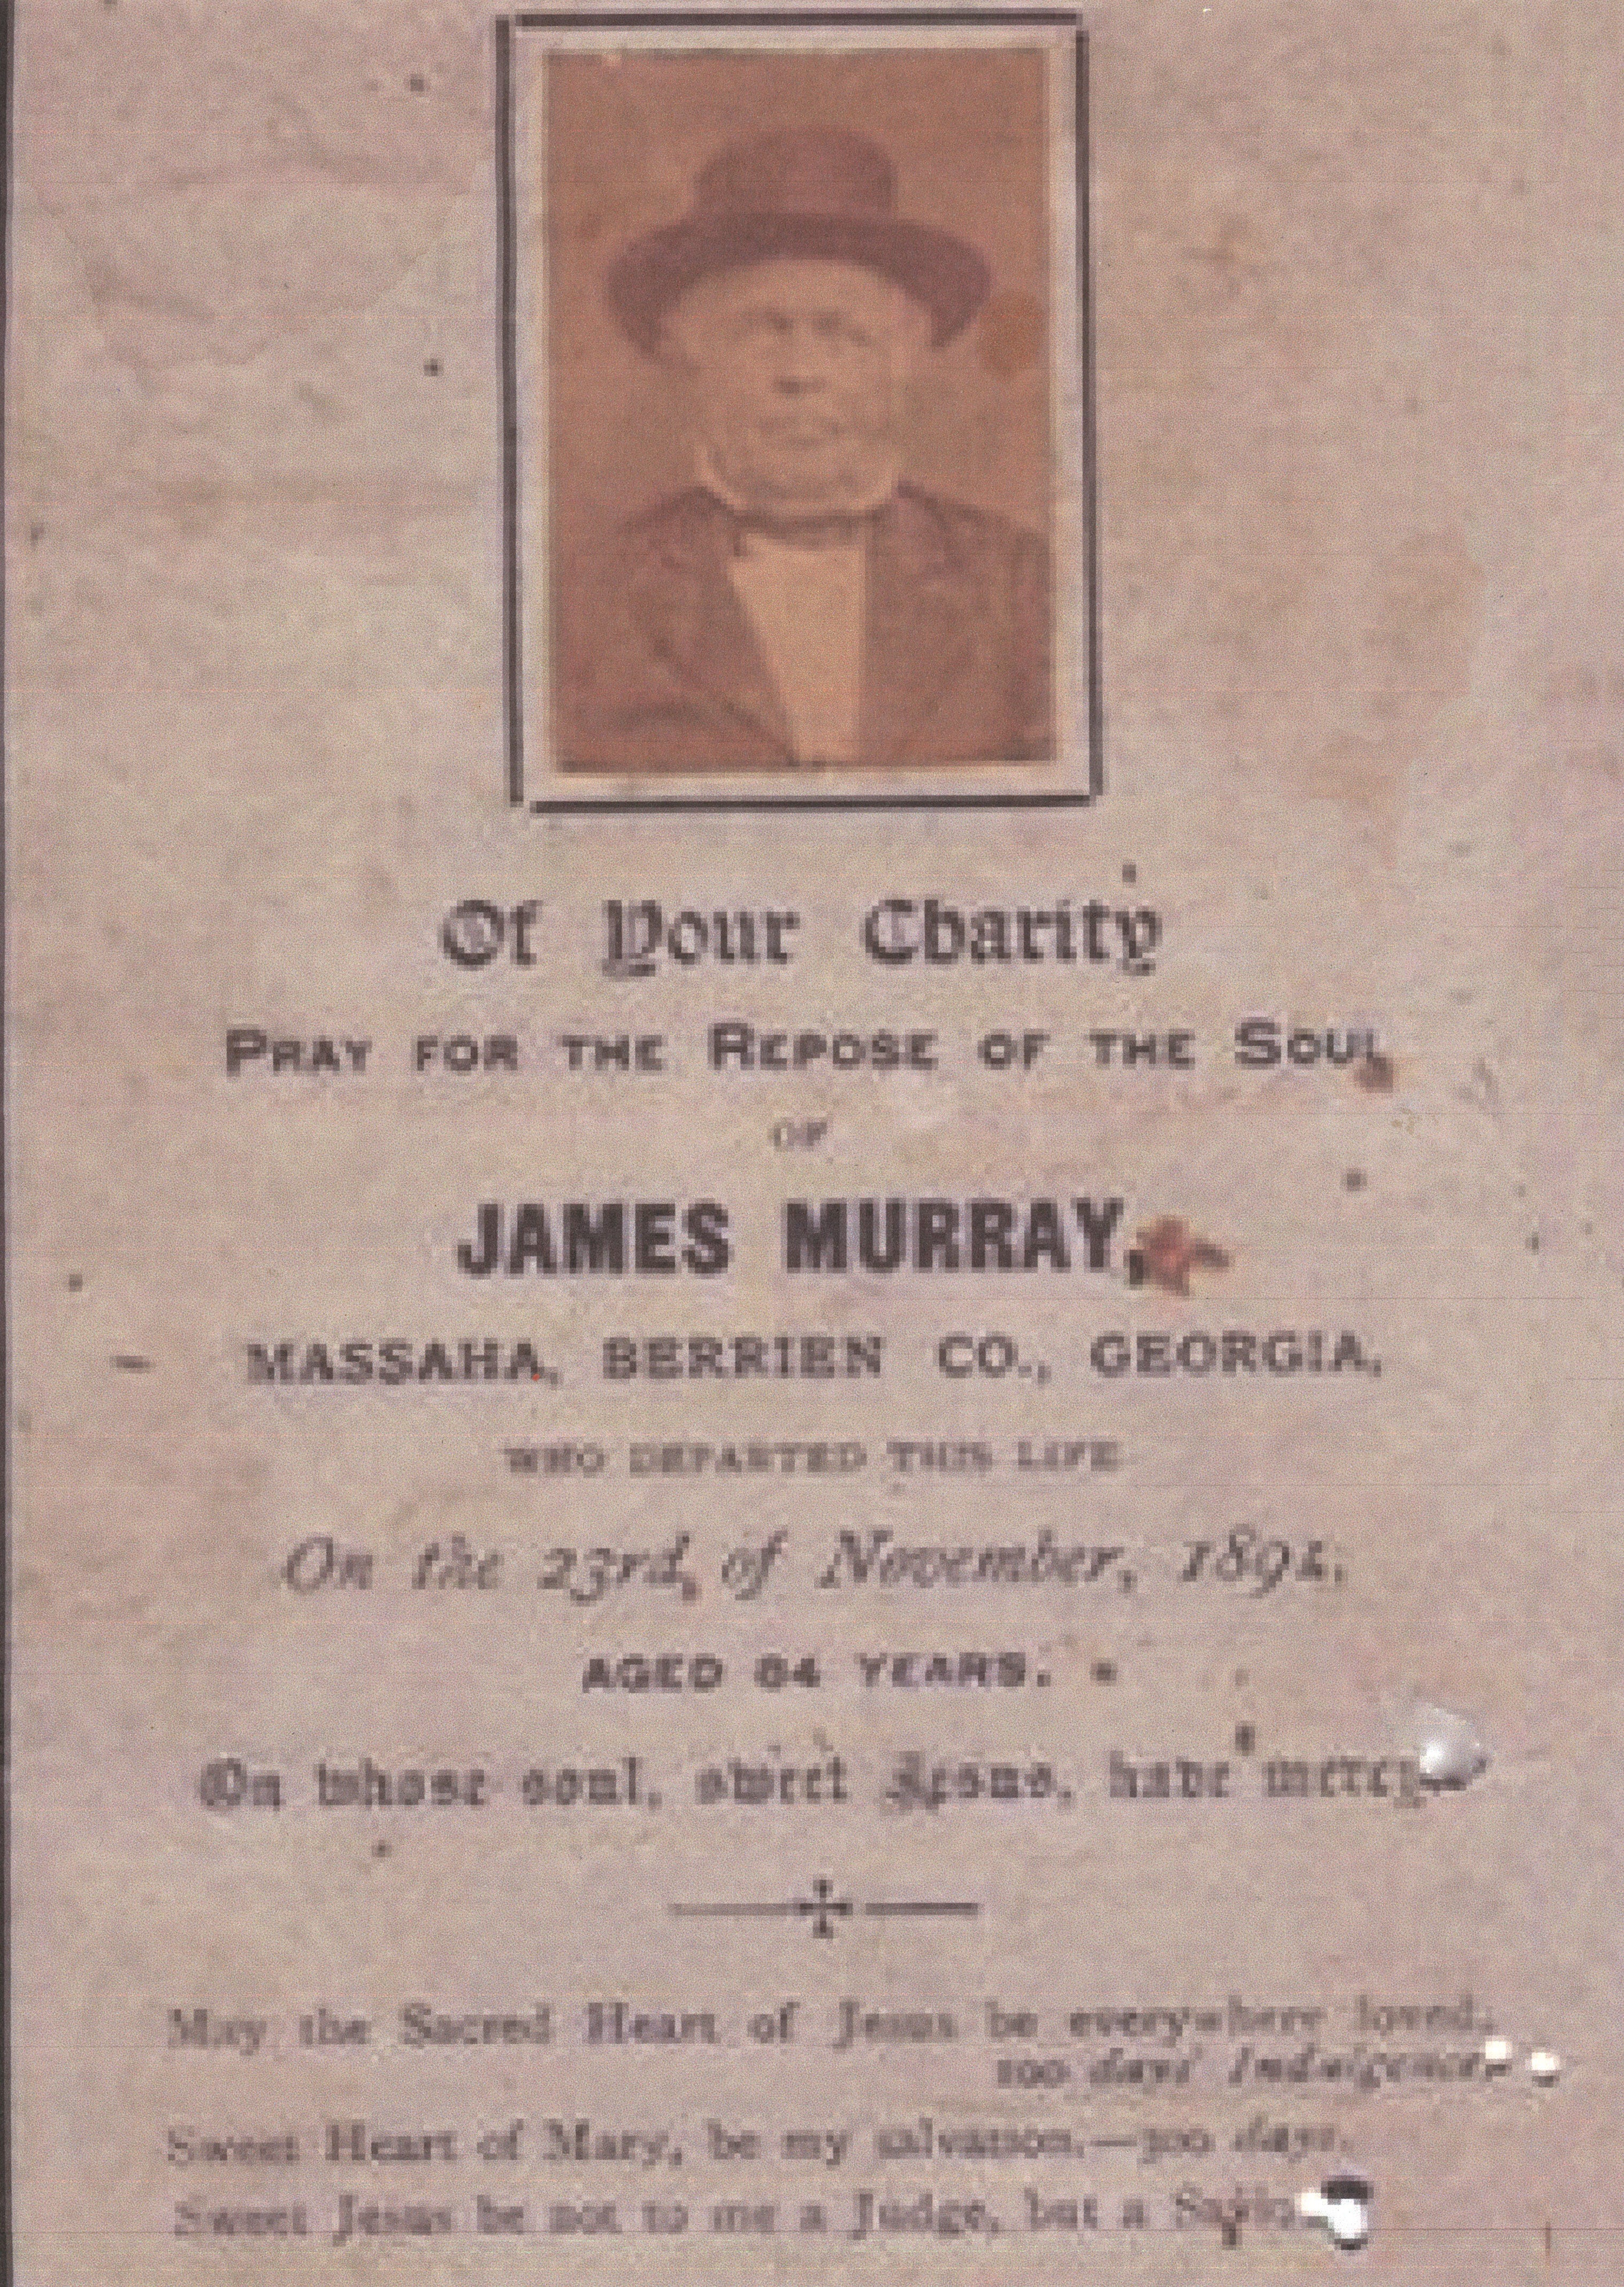 Of Your Charity
PRAY FOR THE REPOSE OF THE SOUL
OF
JAMES MURRAY,
MASSAHA, BERRIEN CO., GEORGIA,
WHO DEPARTED THIS LIFE
On the 23rd, of November, 1891.
AGED 84 YEARS.
On whose soul, sweet Jesus, have mercy.
May the Sacred Heart of Jesus be everywhere loved.
100 days' Indulgence.
Sweet Heart of Mary, be my salvation.—300 days.
Sweet Jesus be not to me a Judge, but a